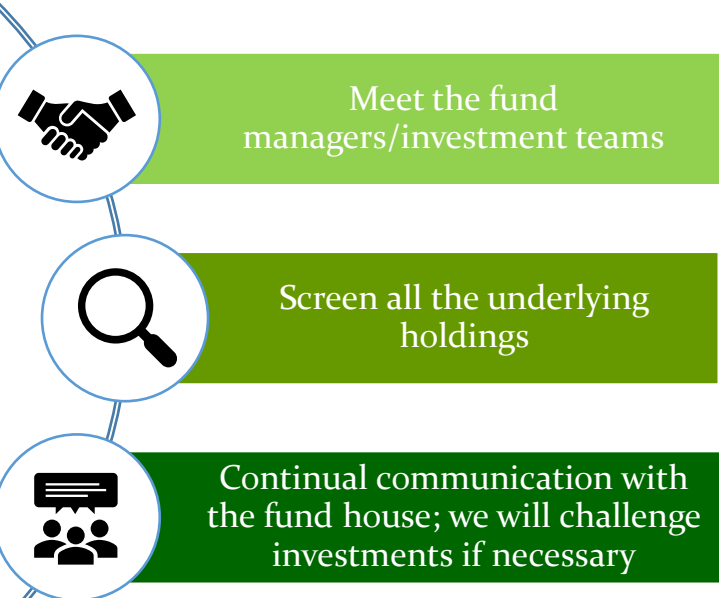 Meet the fund
managers/investment teams
Screen all the underlying
holdings
Continual communication with
the fund house; we will challenge
investments if necessary